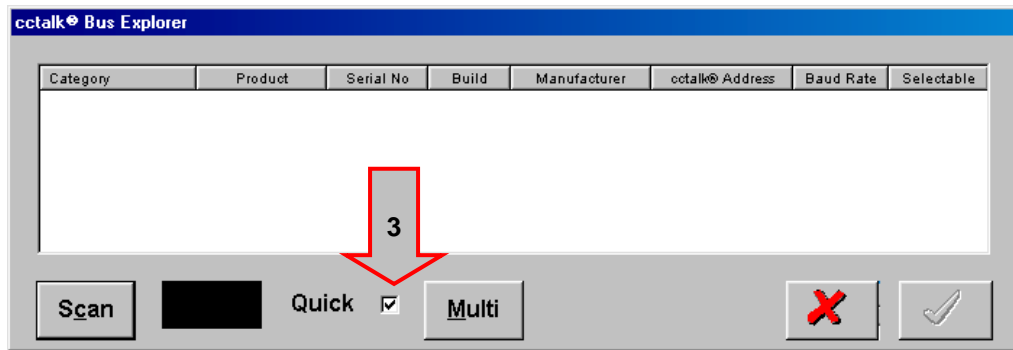 cctalk® Bus Explorer
Category Product Serial No Build Manufacturer cctalk® Address Baud Rate Selectable
3
Scan Quick Multi